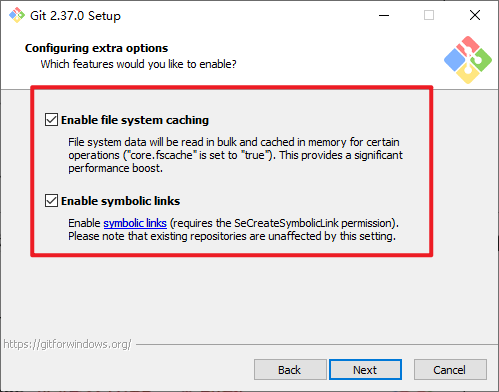 Git 2.37.0 Setup
Configuring extra options
Which features would you like to enable?
Enable file system caching
File system data will be read in bulk and cached in memory for certain
operations ("core.fscache" is set to "true"). This provides a significant
performance boost.
Enable symbolic links
Enable symbolic links (requires the SeCreateSymbolicLink permission).
Please note that existing repositories are unaffected by this setting.
https://gitforwindows.org/
Back
Next
Cancel